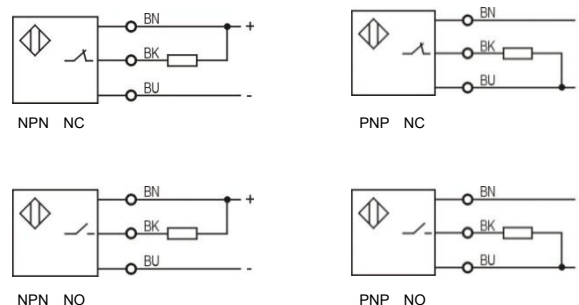 BN +
BK
BU -
NPN NC
BN
BK
BU
PNP NC
BN +
BK
BU -
NPN NO
BN
BK
BU
PNP NO